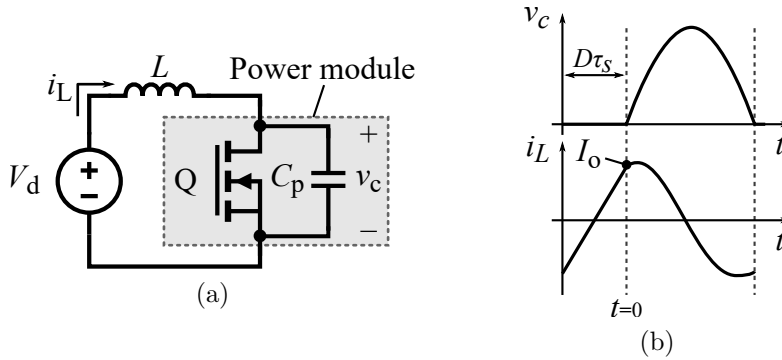 v_c
Dτ_s
t
i_L
I_o
t
t=0
(b)
i_L
L
Power module
V_d
+
−
Q
C_p
+
v_c
−
(a)